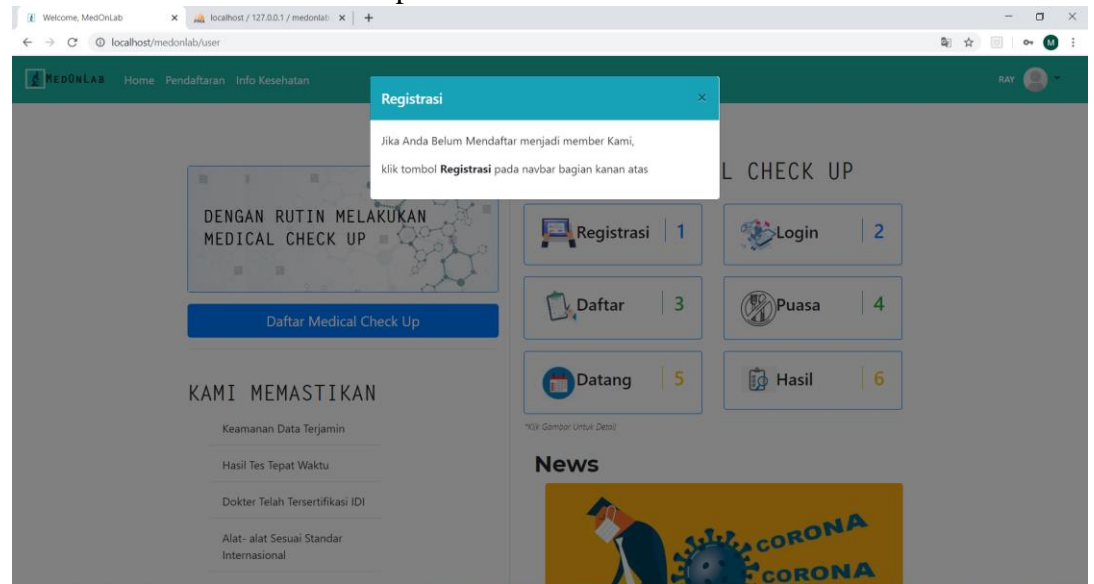 Welcome, MedOnLab
localhost / 127.0.0.1 / medonlab
localhost/medonlab/user
M
MEDONLAB
Home
Pendaftaran
Info Kesehatan
RAY
Registrasi
Jika Anda Belum Mendaftar menjadi member Kami,
klik tombol Registrasi pada navbar bagian kanan atas
L CHECK UP
DENGAN RUTIN MELAKUKAN
MEDICAL CHECK UP
Daftar Medical Check Up
Registrasi 1
Login 2
Daftar 3
Puasa 4
Datang 5
Hasil 6
*Klik Gambar Untuk Detail
KAMI MEMASTIKAN
Keamanan Data Terjamin
Hasil Tes Tepat Waktu
Dokter Telah Tersertifikasi IDI
Alat- alat Sesuai Standar
Internasional
News
CORONA
CORONA